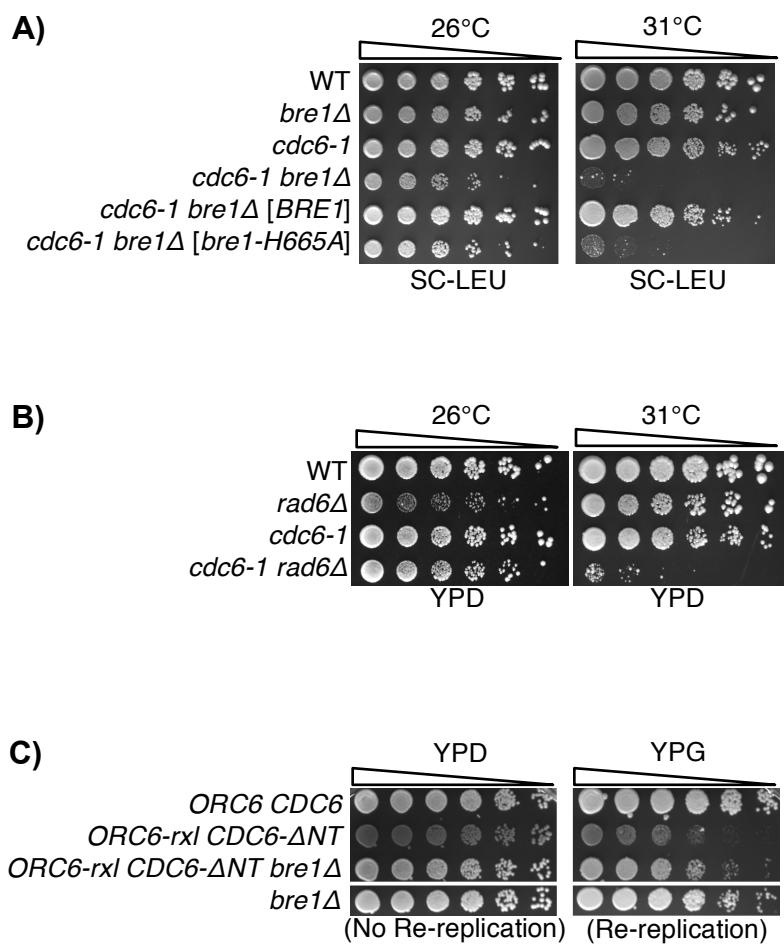 A)
26°C 31°C
WT
bre1Δ
cdc6-1
cdc6-1 bre1Δ
cdc6-1 bre1Δ [BRE1]
cdc6-1 bre1Δ [bre1-H665A]
SC-LEU SC-LEU
B)
26°C 31°C
WT
rad6Δ
cdc6-1
cdc6-1 rad6Δ
YPD YPD
C)
YPD YPG
ORC6 CDC6
ORC6-rxl CDC6-ΔNT
ORC6-rxl CDC6-ΔNT bre1Δ
bre1Δ
(No Re-replication) (Re-replication)